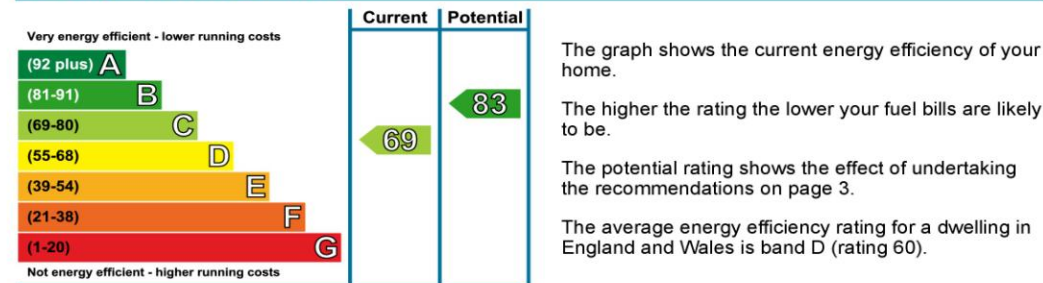 Current Potential
Very energy efficient - lower running costs
(92 plus) A
(81-91) B
83
(69-80) C
69
(55-68) D
(39-54) E
(21-38) F
(1-20) G
Not energy efficient - higher running costs
The graph shows the current energy efficiency of your
home.
The higher the rating the lower your fuel bills are likely
to be.
The potential rating shows the effect of undertaking
the recommendations on page 3.
The average energy efficiency rating for a dwelling in
England and Wales is band D (rating 60).